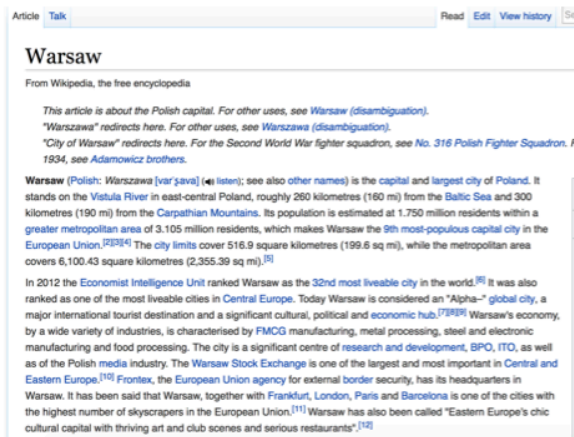 Article Talk Read Edit View history
Warsaw
From Wikipedia, the free encyclopedia
This article is about the Polish capital. For other uses, see Warsaw (disambiguation).
"Warszawa" redirects here. For other uses, see Warszawa (disambiguation).
"City of Warsaw" redirects here. For the Second World War fighter squadron, see No. 316 Polish Fighter Squadron.
1934, see Adamowicz brothers.
Warsaw (Polish: Warszawa [varˈʂava] ( listen); see also other names) is the capital and largest city of Poland. It
stands on the Vistula River in east-central Poland, roughly 260 kilometres (160 mi) from the Baltic Sea and 300
kilometres (190 mi) from the Carpathian Mountains. Its population is estimated at 1.750 million residents within a
greater metropolitan area of 3.105 million residents, which makes Warsaw the 9th most-populous capital city in the
European Union.[2][3][4] The city limits cover 516.9 square kilometres (199.6 sq mi), while the metropolitan area
covers 6,100.43 square kilometres (2,355.39 sq mi).[5]
In 2012 the Economist Intelligence Unit ranked Warsaw as the 32nd most liveable city in the world.[6] It was also
ranked as one of the most liveable cities in Central Europe. Today Warsaw is considered an "Alpha–" global city, a
major international tourist destination and a significant cultural, political and economic hub.[7][8][9] Warsaw's economy,
by a wide variety of industries, is characterised by FMCG manufacturing, metal processing, steel and electronic
manufacturing and food processing. The city is a significant centre of research and development, BPO, ITO, as well
as of the Polish media industry. The Warsaw Stock Exchange is one of the largest and most important in Central and
Eastern Europe.[10] Frontex, the European Union agency for external border security, has its headquarters in
Warsaw. It has been said that Warsaw, together with Frankfurt, London, Paris and Barcelona is one of the cities with
the highest number of skyscrapers in the European Union.[11] Warsaw has also been called "Eastern Europe's chic
cultural capital with thriving art and club scenes and serious restaurants".[12]